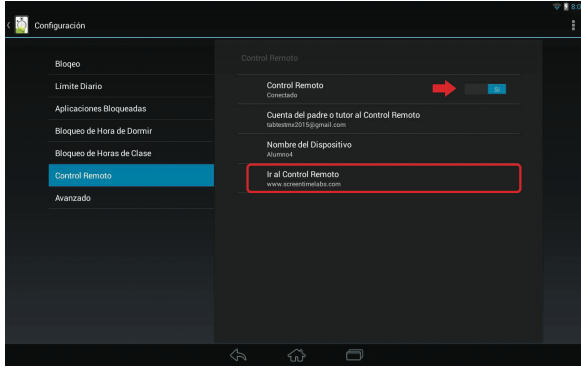 8:0
Configuración
Bloqeo
Límite Diario
Aplicaciones Bloqueadas
Bloqueo de Hora de Dormir
Bloqueo de Horas de Clase
Control Remoto
Avanzado
Control Remoto
Control Remoto
Conectado
Sí
Cuenta del padre o tutor al Control Remoto
tabtestmx2015@gmail.com
Nombre del Dispositivo
Alumno4
Ir al Control Remoto
www.screentimelabs.com